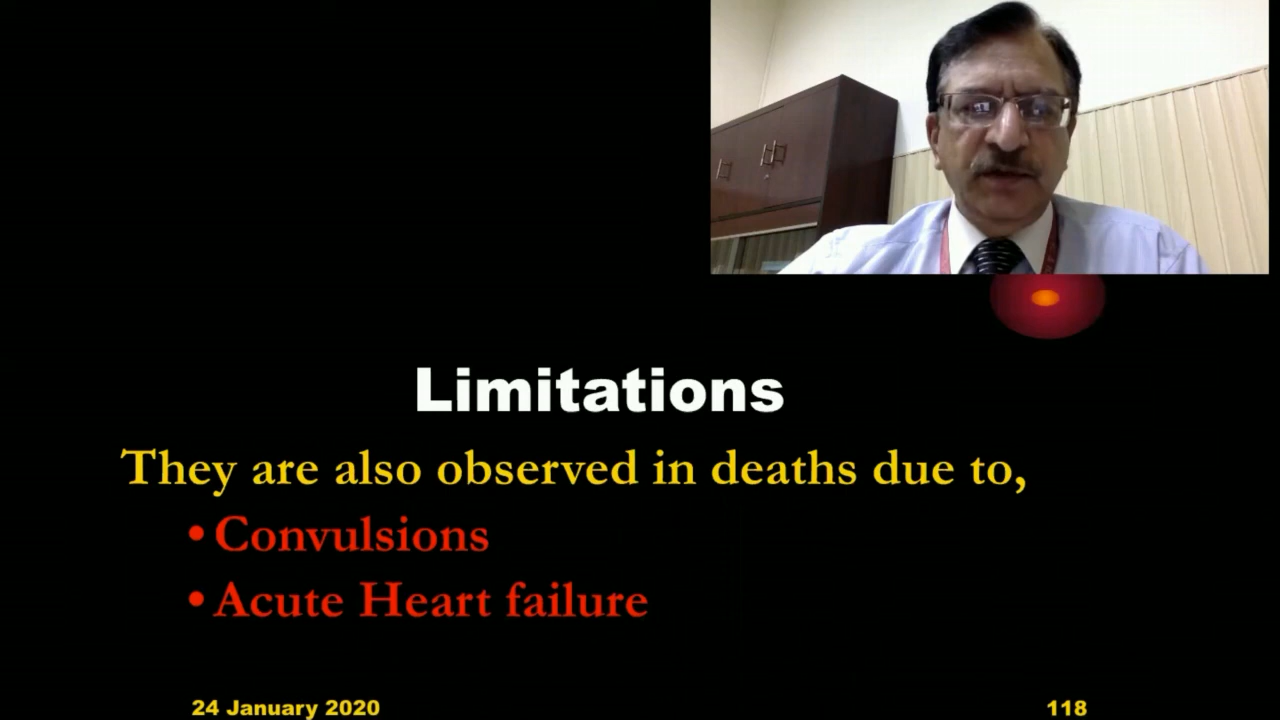 Limitations
They are also observed in deaths due to,
• Convulsions
• Acute Heart failure
24 January 2020
118